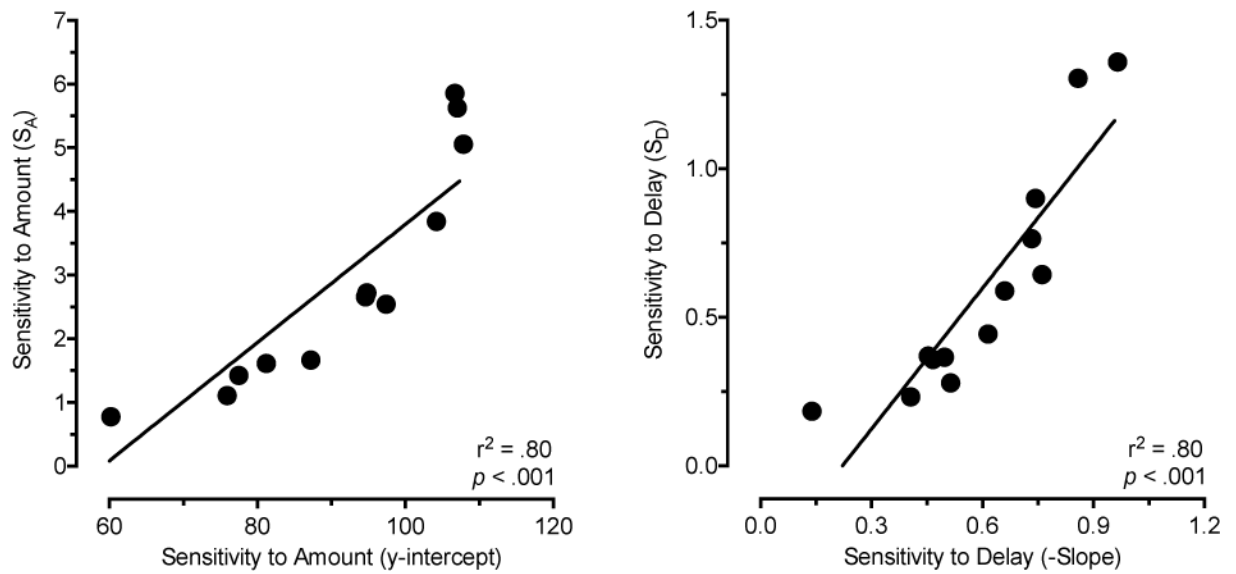 7
6
5
4
3
2
1
0
Sensitivity to Amount (S_A)
r² = .80
p < .001
60 80 100 120
Sensitivity to Amount (y-intercept)
1.5
1.0
0.5
0.0
Sensitivity to Delay (S_D)
r² = .80
p < .001
0.0 0.3 0.6 0.9 1.2
Sensitivity to Delay (-Slope)